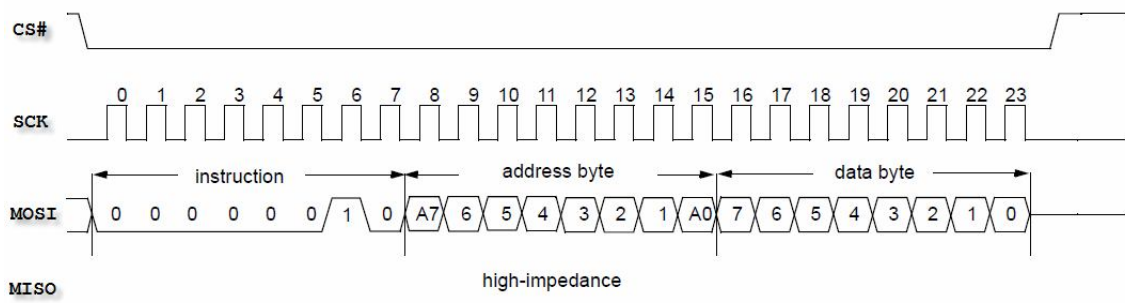 CS#
0 1 2 3 4 5 6 7 8 9 10 11 12 13 14 15 16 17 18 19 20 21 22 23
SCK
instruction address byte data byte
MOSI 0 0 0 0 0 0 1 0 A7 6 5 4 3 2 1 A0 7 6 5 4 3 2 1 0
high-impedance
MISO